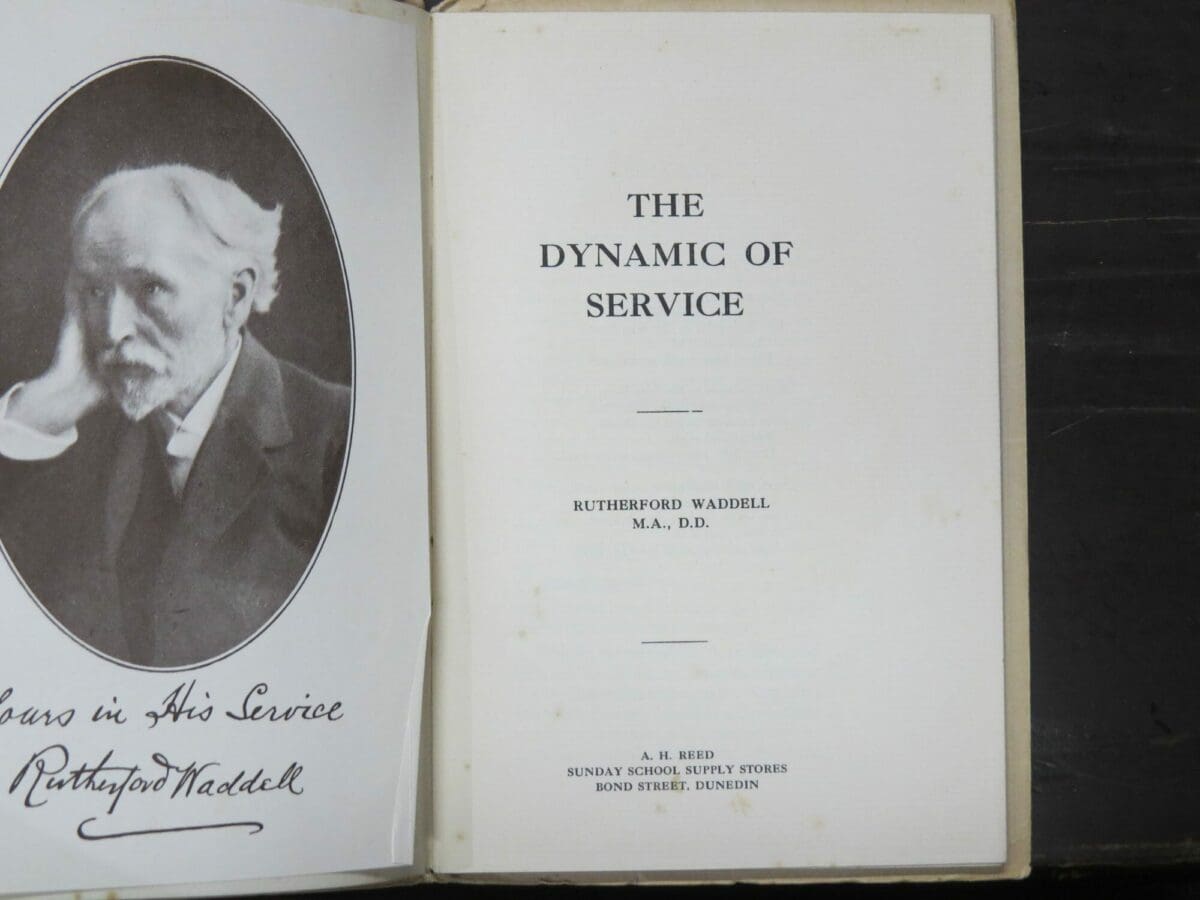 in His Service
Rutherford Waddell
THE
DYNAMIC OF
SERVICE
RUTHERFORD WADDELL
M.A., D.D.
A. H. REED
SUNDAY SCHOOL SUPPLY STORES
BOND STREET, DUNEDIN